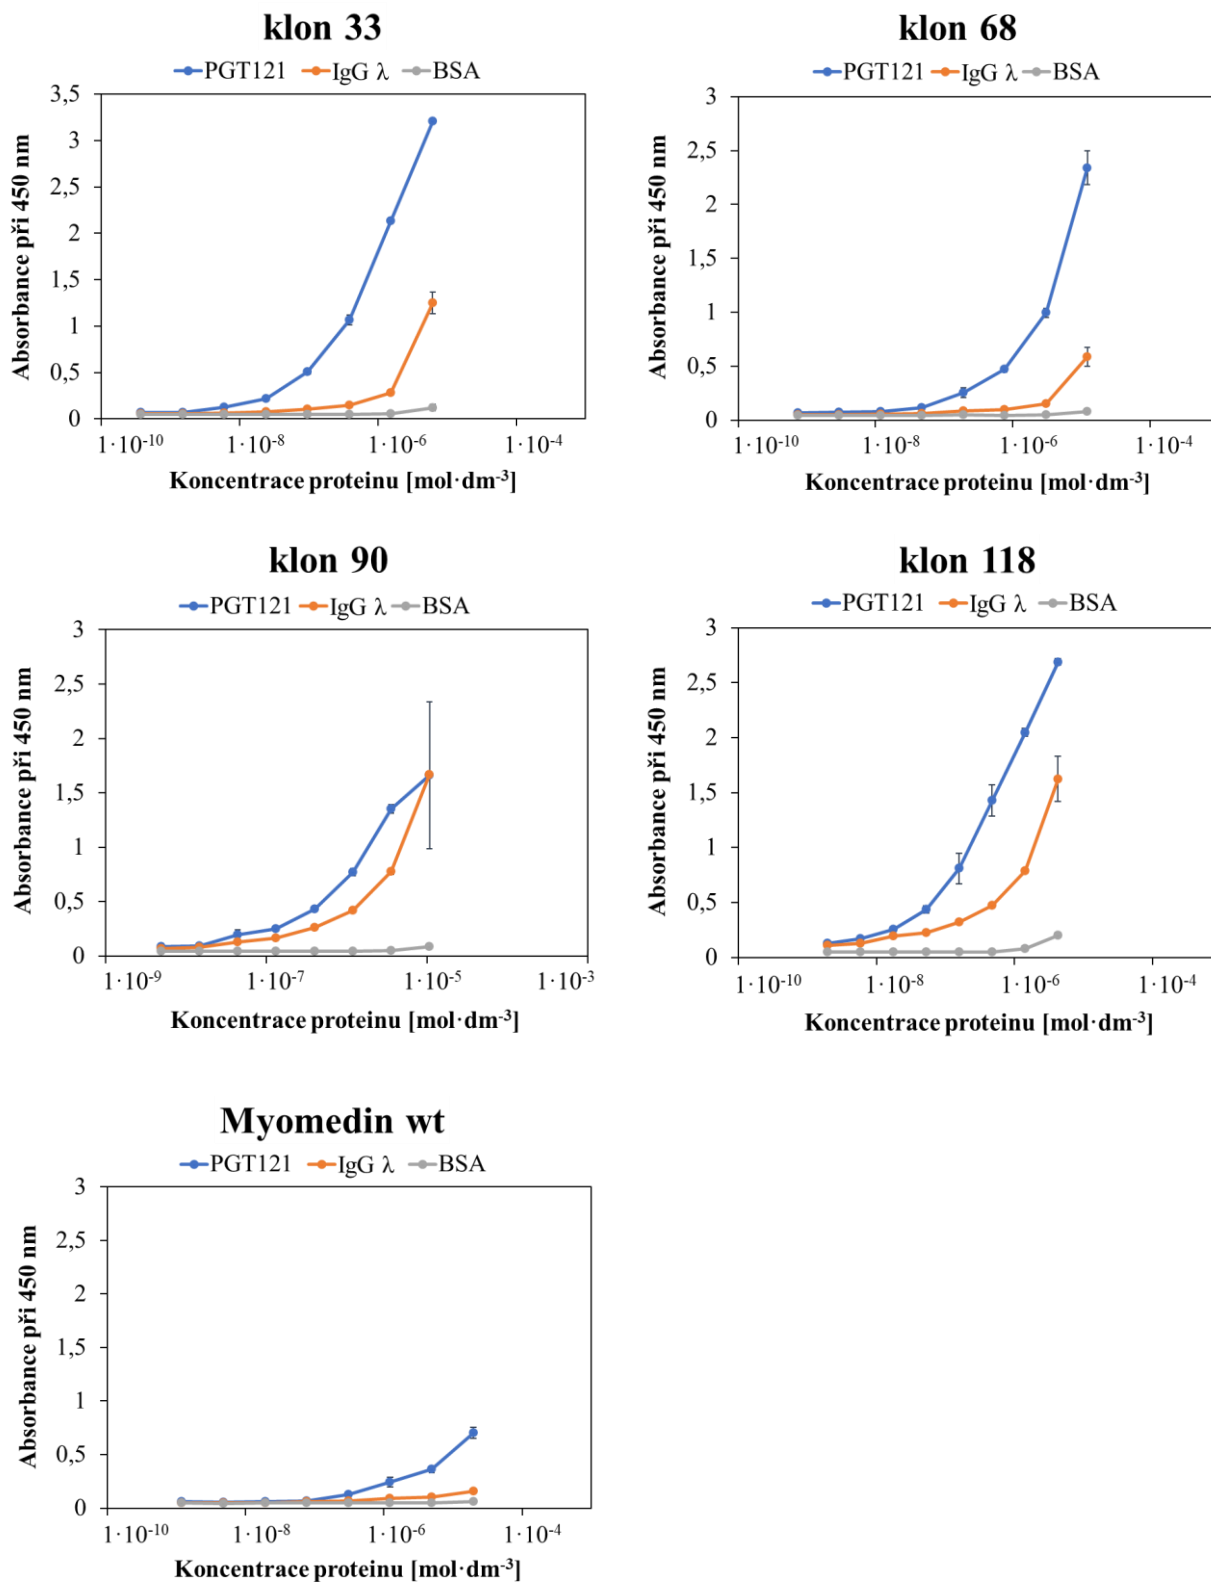 klon 33
PGT121 IgG λ BSA
3,5
3
2,5
2
1,5
1
0,5
0
Absorbance při 450 nm
1·10-10 1·10-8 1·10-6 1·10-4
Koncentrace proteinu [mol·dm-3]
klon 68
PGT121 IgG λ BSA
3
2,5
2
1,5
1
0,5
0
Absorbance při 450 nm
1·10-10 1·10-8 1·10-6 1·10-4
Koncentrace proteinu [mol·dm-3]
klon 90
PGT121 IgG λ BSA
3
2,5
2
1,5
1
0,5
0
Absorbance při 450 nm
1·10-9 1·10-7 1·10-5 1·10-3
Koncentrace proteinu [mol·dm-3]
klon 118
PGT121 IgG λ BSA
3
2,5
2
1,5
1
0,5
0
Absorbance při 450 nm
1·10-10 1·10-8 1·10-6 1·10-4
Koncentrace proteinu [mol·dm-3]
Myomedin wt
PGT121 IgG λ BSA
3
2,5
2
1,5
1
0,5
0
Absorbance při 450 nm
1·10-10 1·10-8 1·10-6 1·10-4
Koncentrace proteinu [mol·dm-3]